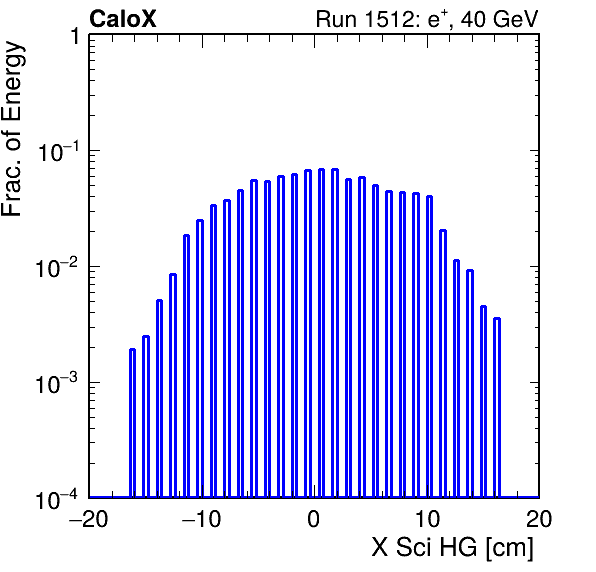 CaloX Run 1512: e⁺, 40 GeV
Frac. of Energy
1
10⁻¹
10⁻²
10⁻³
10⁻⁴
−20 −10 0 10 20
X Sci HG [cm]